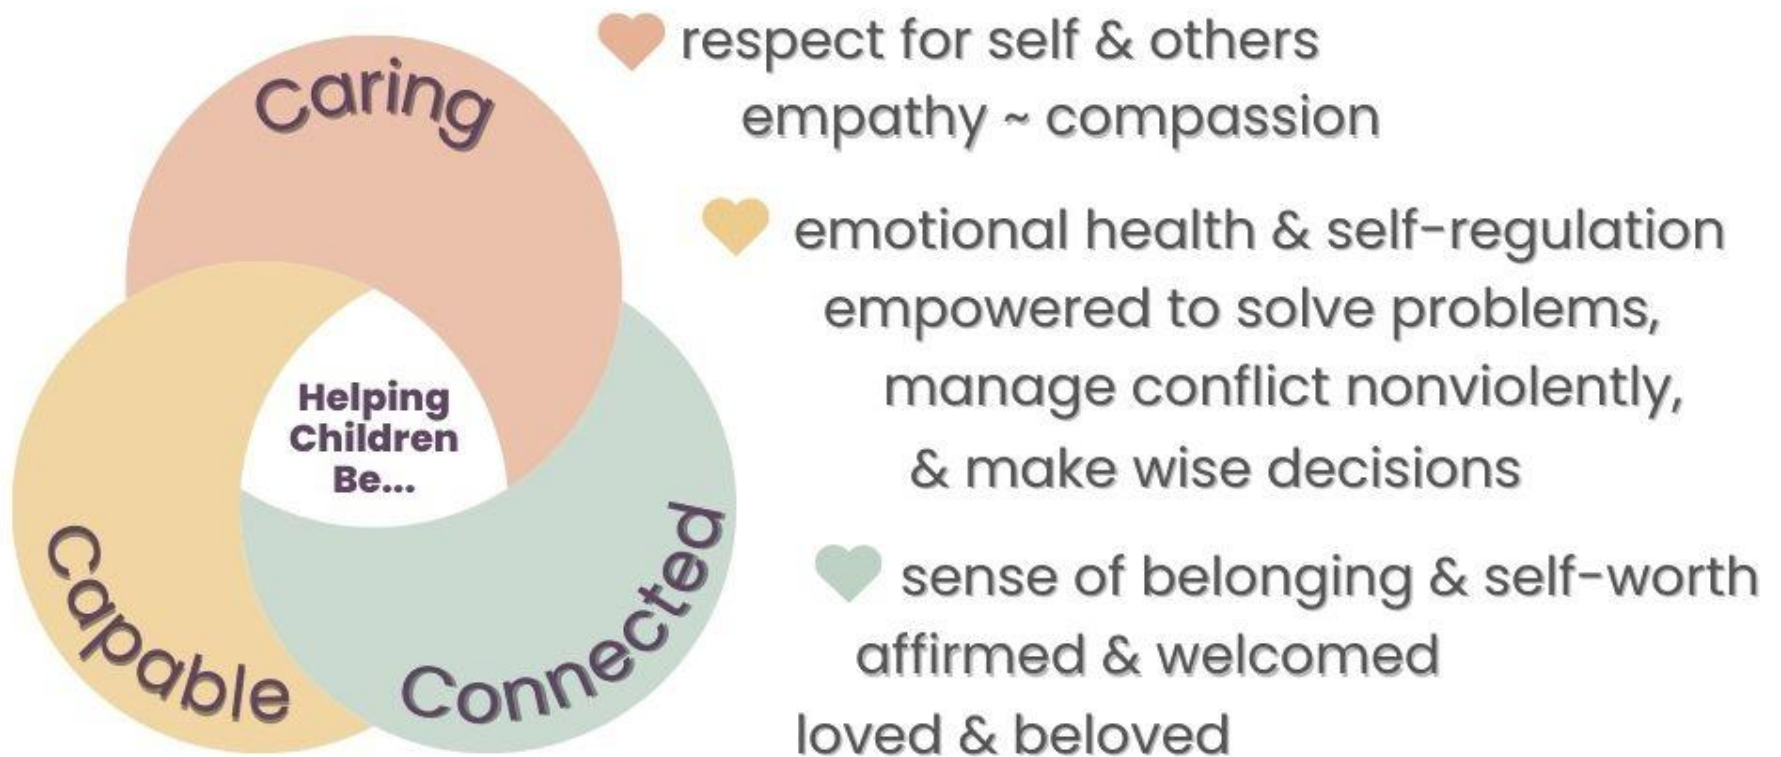 Caring
Capable
Connected
Helping
Children
Be...
respect for self & others
empathy ~ compassion
emotional health & self-regulation
empowered to solve problems,
manage conflict nonviolently,
& make wise decisions
sense of belonging & self-worth
affirmed & welcomed
loved & beloved